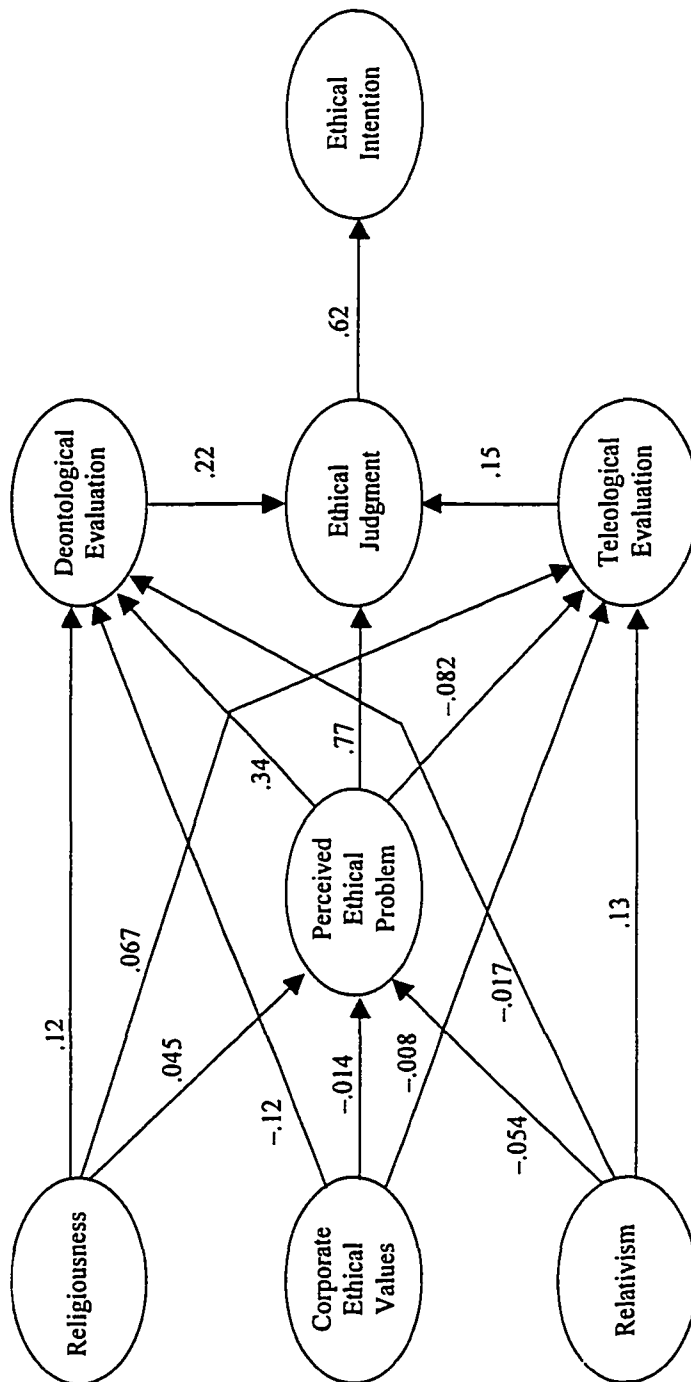 Religiousness
Corporate
Ethical
Values
Relativism
Perceived
Ethical
Problem
Deontological
Evaluation
Ethical
Judgment
Teleological
Evaluation
Ethical
Intention
.12
.067
.045
–.12
–.014
–.008
–.054
–.017
.13
.34
.77
–.082
.22
.15
.62